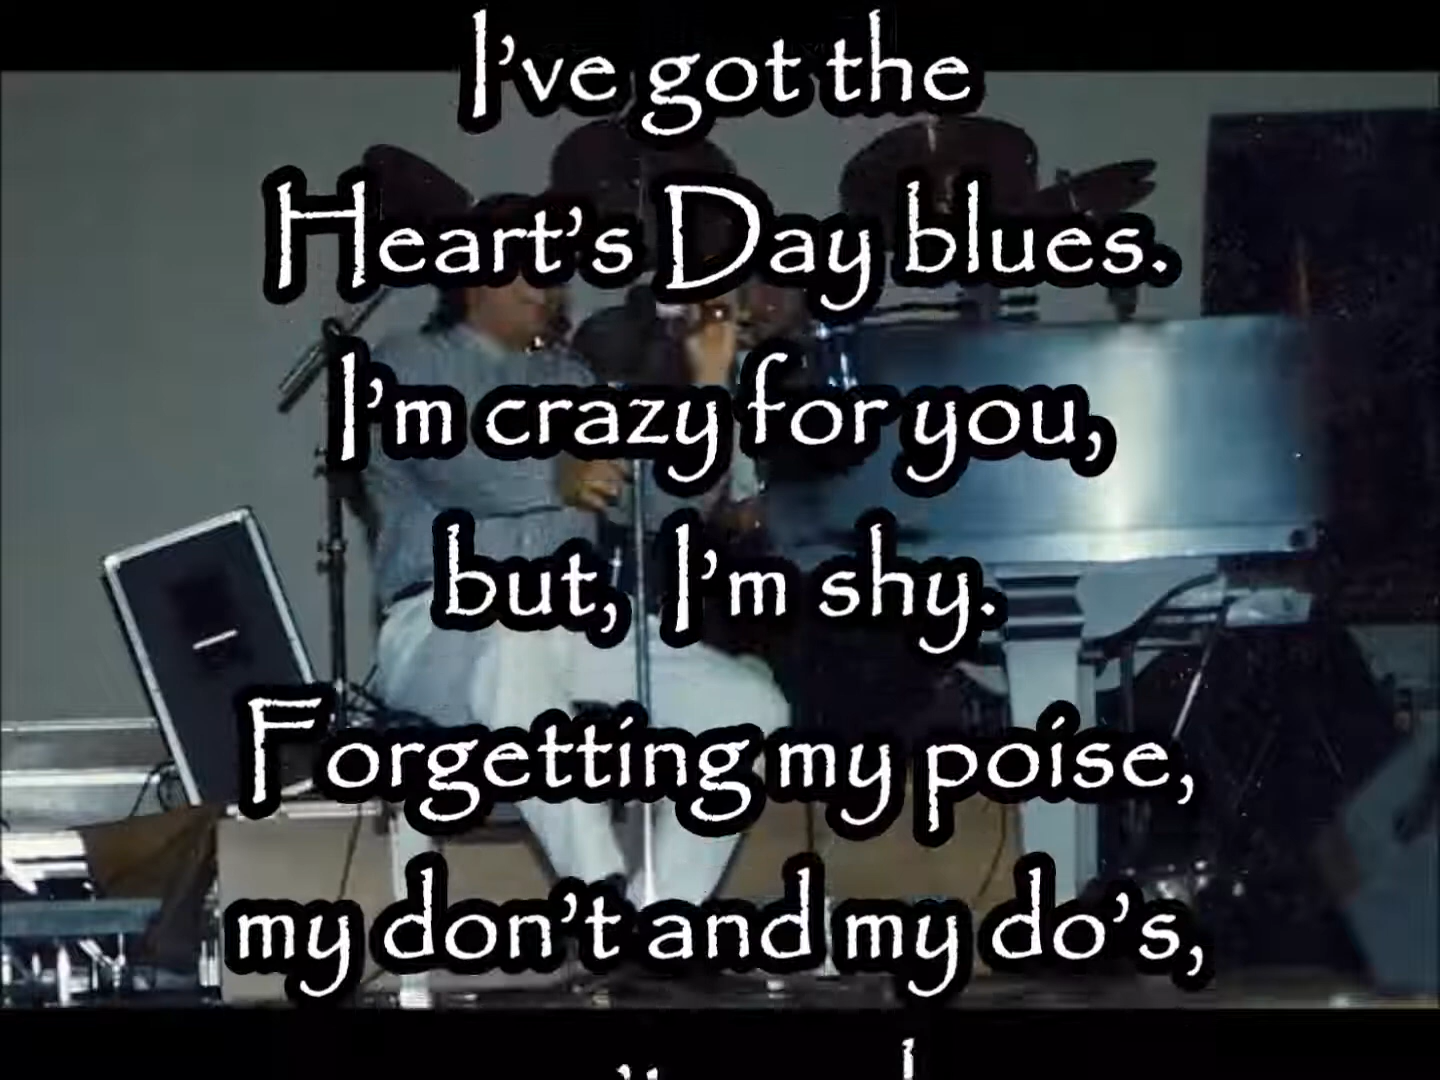 I've got the
Heart's Day blues.
I'm crazy for you,
but, I'm shy.
Forgetting my poise,
my don't and my do's,